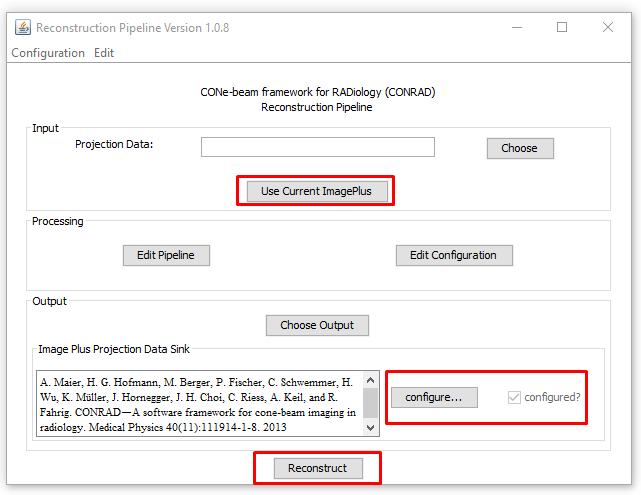 Reconstruction Pipeline Version 1.0.8
Configuration Edit
CONe-beam framework for RADiology (CONRAD)
Reconstruction Pipeline
Input
Projection Data:
Choose
Use Current ImagePlus
Processing
Edit Pipeline
Edit Configuration
Output
Choose Output
Image Plus Projection Data Sink
A. Maier, H. G. Hofmann, M. Berger, P. Fischer, C. Schwemmer, H.
Wu, K. Müller, J. Hornegger, J. H. Choi, C. Riess, A. Keil, and R.
Fahrig. CONRAD—A software framework for cone-beam imaging in
radiology. Medical Physics 40(11):111914-1-8. 2013
configure...
configured?
Reconstruct